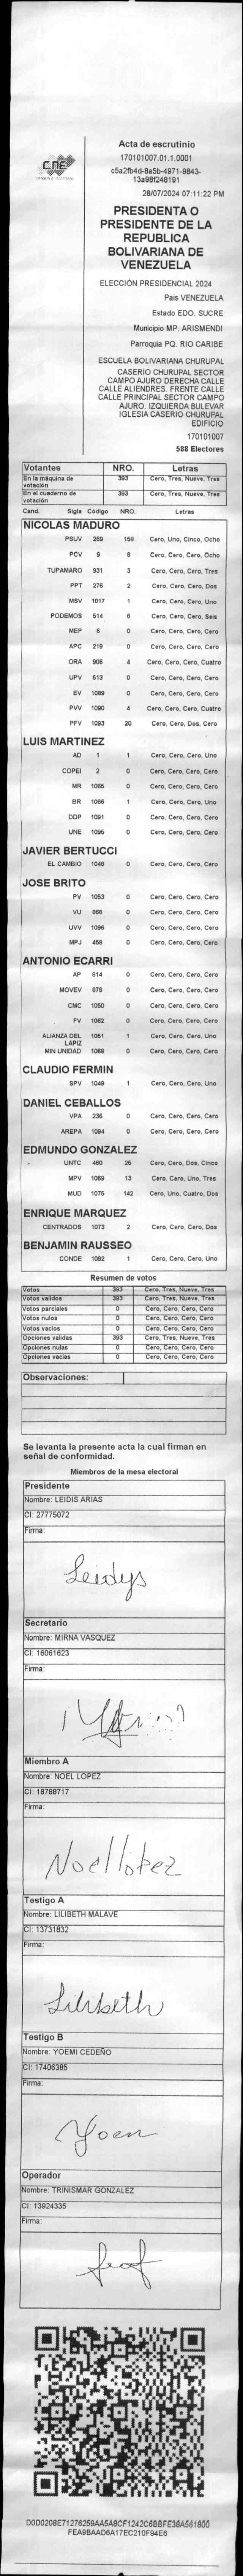 CNE
Acta de escrutinio
170101007.01.1.0001
c5a2fb4d-8a5b-4971-9843-
13a98f248191
28/07/2024 07:11:22 PM
PRESIDENTA O
PRESIDENTE DE LA
REPUBLICA
BOLIVARIANA DE
VENEZUELA
ELECCIÓN PRESIDENCIAL 2024
País VENEZUELA
Estado EDO. SUCRE
Municipio MP. ARISMENDI
Parroquia PQ. RIO CARIBE
ESCUELA BOLIVARIANA CHURUPAL
CASERIO CHURUPAL SECTOR
CAMPO AJURO DERECHA CALLE
CALLE ALIENDRES. FRENTE CALLE
CALLE PRINCIPAL SECTOR CAMPO
AJURO. IZQUIERDA BULEVAR
IGLESIA CASERIO CHURUPAL
EDIFICIO
170101007
588 Electores
Votantes NRO. Letras
En la máquina de votación 393 Cero, Tres, Nueve, Tres
En el cuaderno de votación 393 Cero, Tres, Nueve, Tres
Cand. Sigla Código NRO. Letras
NICOLAS MADURO
PSUV 269 158 Cero, Uno, Cinco, Ocho
PCV 9 8 Cero, Cero, Cero, Ocho
TUPAMARO 931 3 Cero, Cero, Cero, Tres
PPT 276 2 Cero, Cero, Cero, Dos
MSV 1017 1 Cero, Cero, Cero, Uno
PODEMOS 514 6 Cero, Cero, Cero, Seis
MEP 6 0 Cero, Cero, Cero, Cero
APC 219 0 Cero, Cero, Cero, Cero
ORA 906 4 Cero, Cero, Cero, Cuatro
UPV 613 0 Cero, Cero, Cero, Cero
EV 1089 0 Cero, Cero, Cero, Cero
PVV 1090 4 Cero, Cero, Cero, Cuatro
PFV 1093 20 Cero, Cero, Dos, Cero
LUIS MARTINEZ
AD 1 1 Cero, Cero, Cero, Uno
COPEI 2 0 Cero, Cero, Cero, Cero
MR 1065 0 Cero, Cero, Cero, Cero
BR 1066 1 Cero, Cero, Cero, Uno
DDP 1091 0 Cero, Cero, Cero, Cero
UNE 1095 0 Cero, Cero, Cero, Cero
JAVIER BERTUCCI
EL CAMBIO 1048 0 Cero, Cero, Cero, Cero
JOSE BRITO
PV 1053 0 Cero, Cero, Cero, Cero
VU 868 0 Cero, Cero, Cero, Cero
UVV 1096 0 Cero, Cero, Cero, Cero
MPJ 458 0 Cero, Cero, Cero, Cero
ANTONIO ECARRI
AP 814 0 Cero, Cero, Cero, Cero
MOVEV 878 0 Cero, Cero, Cero, Cero
CMC 1050 0 Cero, Cero, Cero, Cero
FV 1062 0 Cero, Cero, Cero, Cero
ALIANZA DEL LAPIZ 1061 1 Cero, Cero, Cero, Uno
MIN UNIDAD 1068 0 Cero, Cero, Cero, Cero
CLAUDIO FERMIN
SPV 1049 1 Cero, Cero, Cero, Uno
DANIEL CEBALLOS
VPA 236 0 Cero, Cero, Cero, Cero
AREPA 1094 0 Cero, Cero, Cero, Cero
EDMUNDO GONZALEZ
UNTC 460 25 Cero, Cero, Dos, Cinco
MPV 1069 13 Cero, Cero, Uno, Tres
MUD 1075 142 Cero, Uno, Cuatro, Dos
ENRIQUE MARQUEZ
CENTRADOS 1073 2 Cero, Cero, Cero, Dos
BENJAMIN RAUSSEO
CONDE 1092 1 Cero, Cero, Cero, Uno
Resumen de votos
Votos 393 Cero, Tres, Nueve, Tres
Votos validos 393 Cero, Tres, Nueve, Tres
Votos parciales 0 Cero, Cero, Cero, Cero
Votos nulos 0 Cero, Cero, Cero, Cero
Votos vacios 0 Cero, Cero, Cero, Cero
Opciones validas 393 Cero, Tres, Nueve, Tres
Opciones nulas 0 Cero, Cero, Cero, Cero
Opciones vacias 0 Cero, Cero, Cero, Cero
Observaciones:
Se levanta la presente acta la cual firman en
señal de conformidad.
Miembros de la mesa electoral
Presidente
Nombre: LEIDIS ARIAS
CI: 27775072
Firma:
Leidys
Secretario
Nombre: MIRNA VASQUEZ
CI: 16061623
Firma:
Miembro A
Nombre: NOEL LOPEZ
CI: 18788717
Firma:
Noel lopez
Testigo A
Nombre: LILIBETH MALAVE
CI: 13731832
Firma:
Lilibeth
Testigo B
Nombre: YOEMI CEDEÑO
CI: 17406385
Firma:
Yoem
Operador
Nombre: TRINISMAR GONZALEZ
CI: 13924335
Firma:
D0D0208E71276259AA5A8CF1242C6BBFE38A561800
FEA9BAAD6A17EC210F94E6